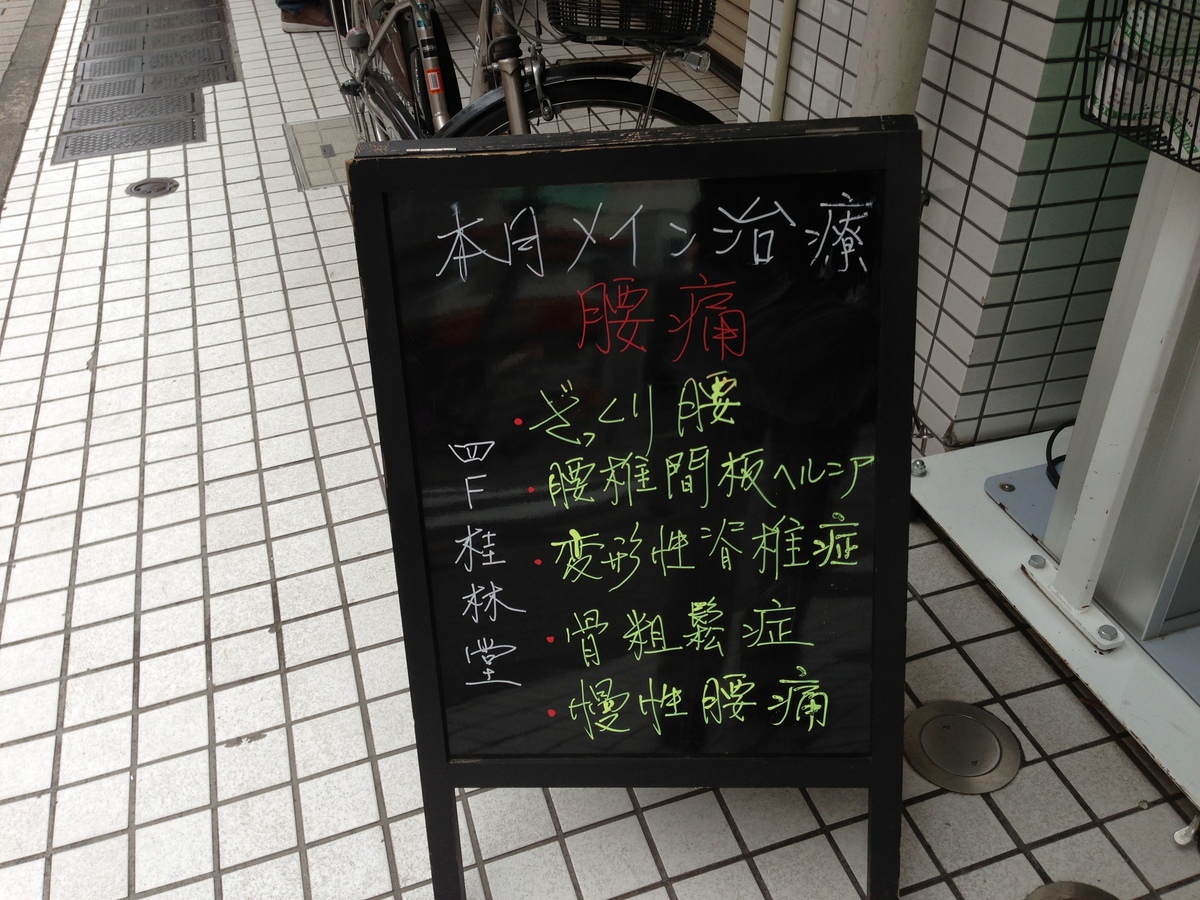 本月メイン治療
腰痛
・ぎっくり腰
・腰椎間板ヘルニア
・変形性脊椎症
・骨粗鬆症
・慢性腰痛
四F桂林堂